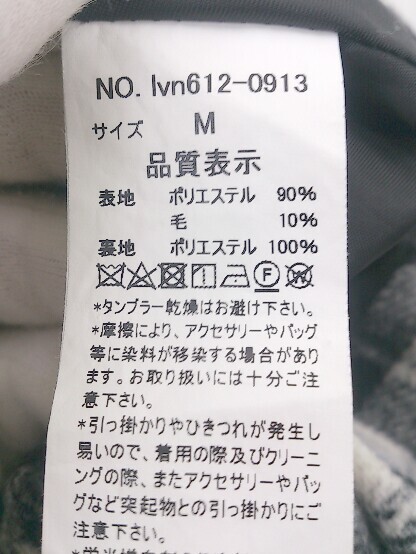 NO. lvn612-0913
サイズ M
品質表示
表地 ポリエステル 90%
毛 10%
裏地 ポリエステル 100%
F W
*タンブラー乾燥はお避け下さい。
*摩擦により、アクセサリーやバッグ
等に染料が移染する場合があり
ます。お取り扱いには十分ご注
意下さい。
*引っ掛かりやひきつれが発生し
易いので、着用の際及びクリーニ
ングの際、またアクセサリーやバッ
グなど突起物との引っ掛かりにご
注意下さい。